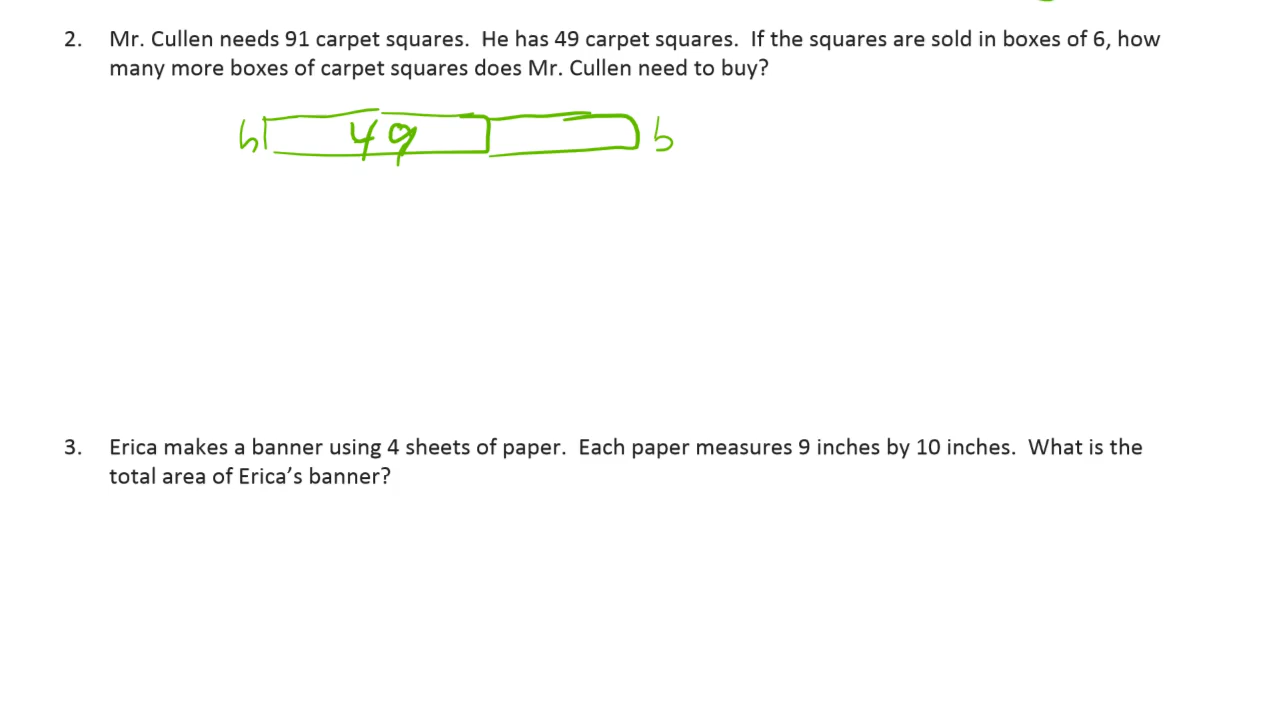 2. Mr. Cullen needs 91 carpet squares. He has 49 carpet squares. If the squares are sold in boxes of 6, how
many more boxes of carpet squares does Mr. Cullen need to buy?
49
3. Erica makes a banner using 4 sheets of paper. Each paper measures 9 inches by 10 inches. What is the
total area of Erica's banner?